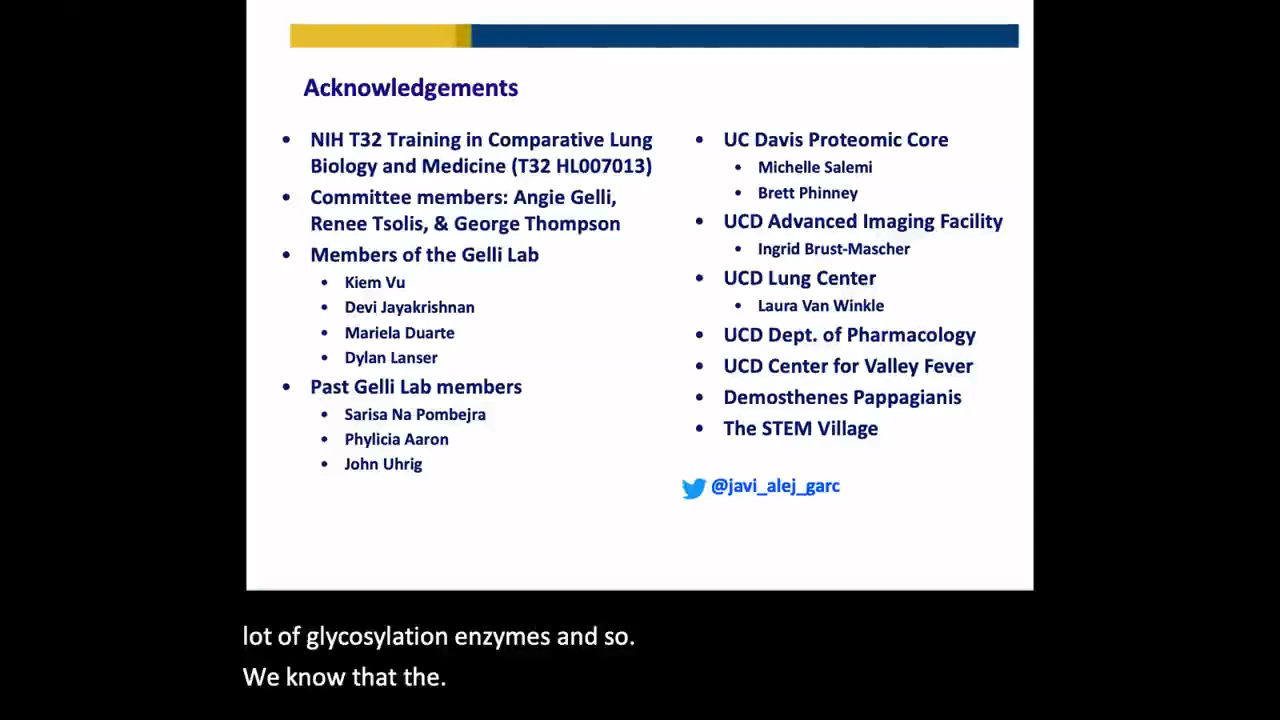 Acknowledgements
• NIH T32 Training in Comparative Lung
Biology and Medicine (T32 HL007013)
• Committee members: Angie Gelli,
Renee Tsolis, & George Thompson
• Members of the Gelli Lab
• Kiem Vu
• Devi Jayakrishnan
• Mariela Duarte
• Dylan Lanser
• Past Gelli Lab members
• Sarisa Na Pombejra
• Phylicia Aaron
• John Uhrig
• UC Davis Proteomic Core
• Michelle Salemi
• Brett Phinney
• UCD Advanced Imaging Facility
• Ingrid Brust-Mascher
• UCD Lung Center
• Laura Van Winkle
• UCD Dept. of Pharmacology
• UCD Center for Valley Fever
• Demosthenes Pappagianis
• The STEM Village
@javi_alej_garc
lot of glycosylation enzymes and so.
We know that the.